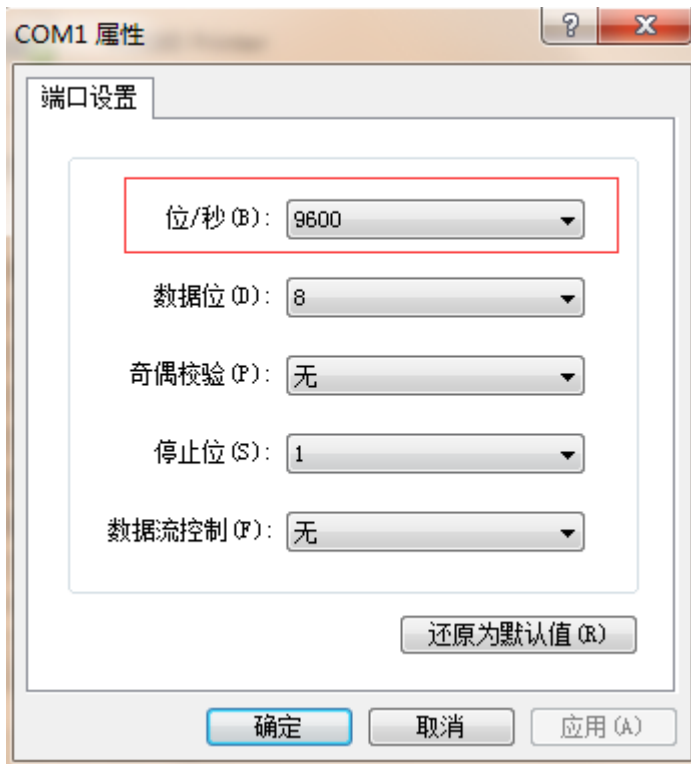 COM1 属性
端口设置
位/秒(B): 9600
数据位(D): 8
奇偶校验(P): 无
停止位(S): 1
数据流控制(F): 无
还原为默认值(R)
确定 取消 应用(A)